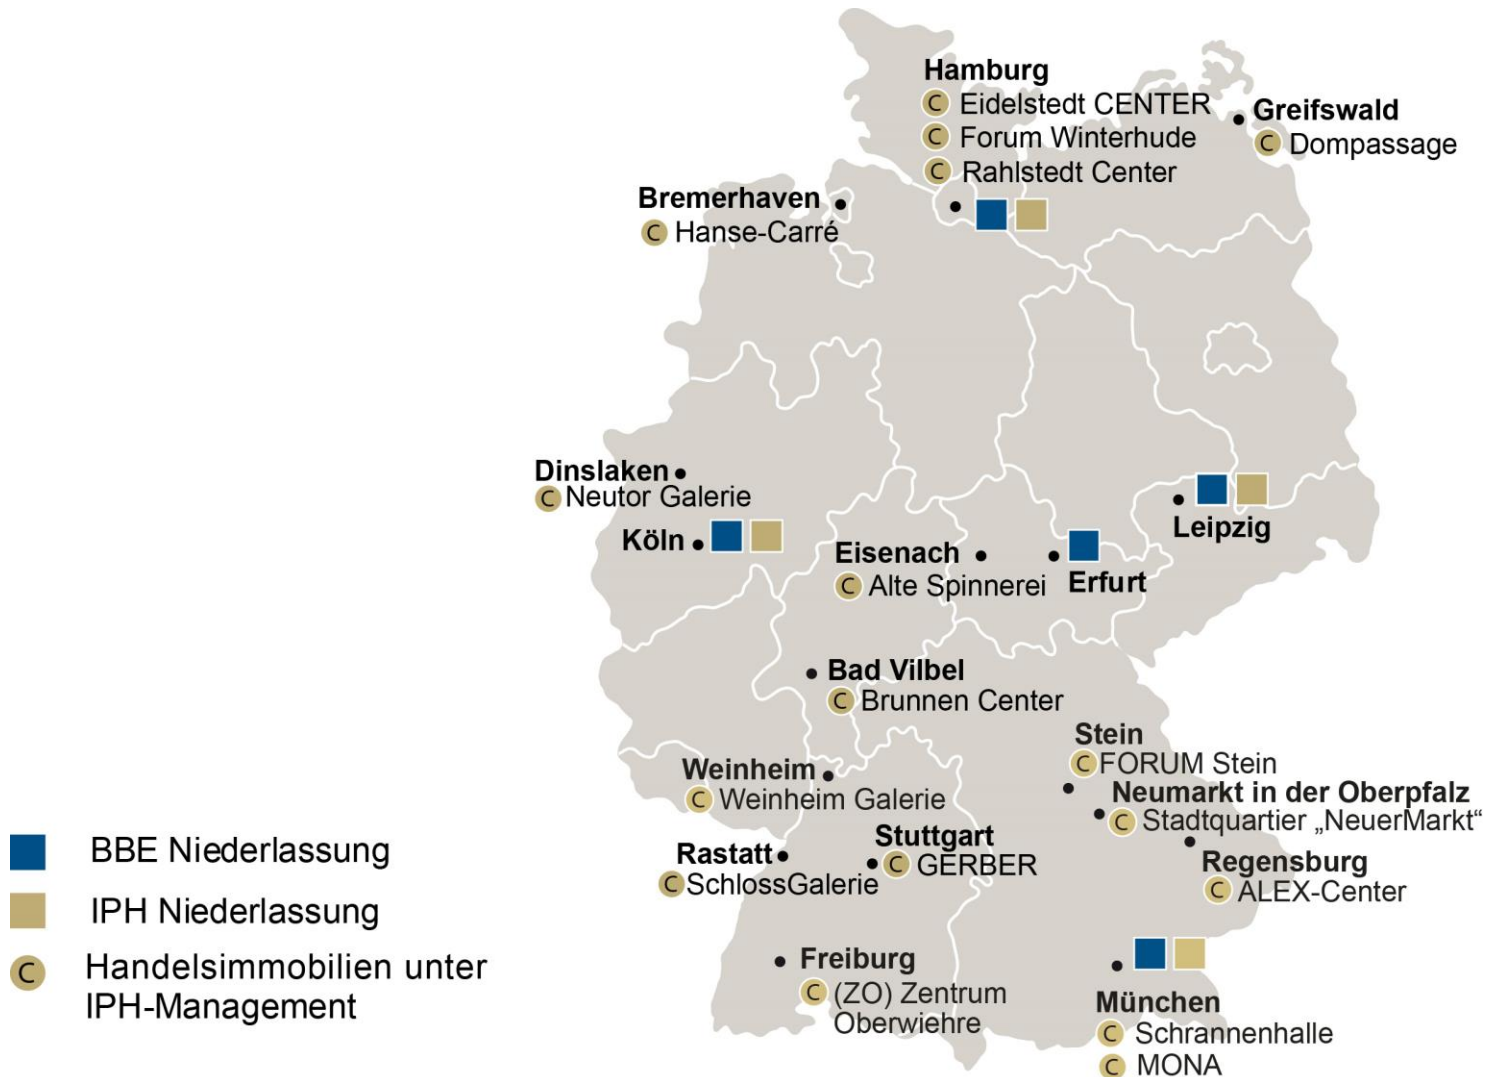 Hamburg
C Eidelstedt CENTER
C Forum Winterhude
C Rahlstedt Center
Greifswald
C Dompassage
Bremerhaven
C Hanse-Carré
Dinslaken
C Neutor Galerie
Köln
Leipzig
Eisenach
C Alte Spinnerei
Erfurt
Bad Vilbel
C Brunnen Center
Stein
C FORUM Stein
Weinheim
C Weinheim Galerie
Neumarkt in der Oberpfalz
C Stadtquartier „NeuerMarkt“
Stuttgart
C GERBER
Rastatt
C SchlossGalerie
Regensburg
C ALEX-Center
Freiburg
C (ZO) Zentrum
Oberwiehre
München
C Schrannenhalle
C MONA
BBE Niederlassung
IPH Niederlassung
C Handelsimmobilien unter
IPH-Management